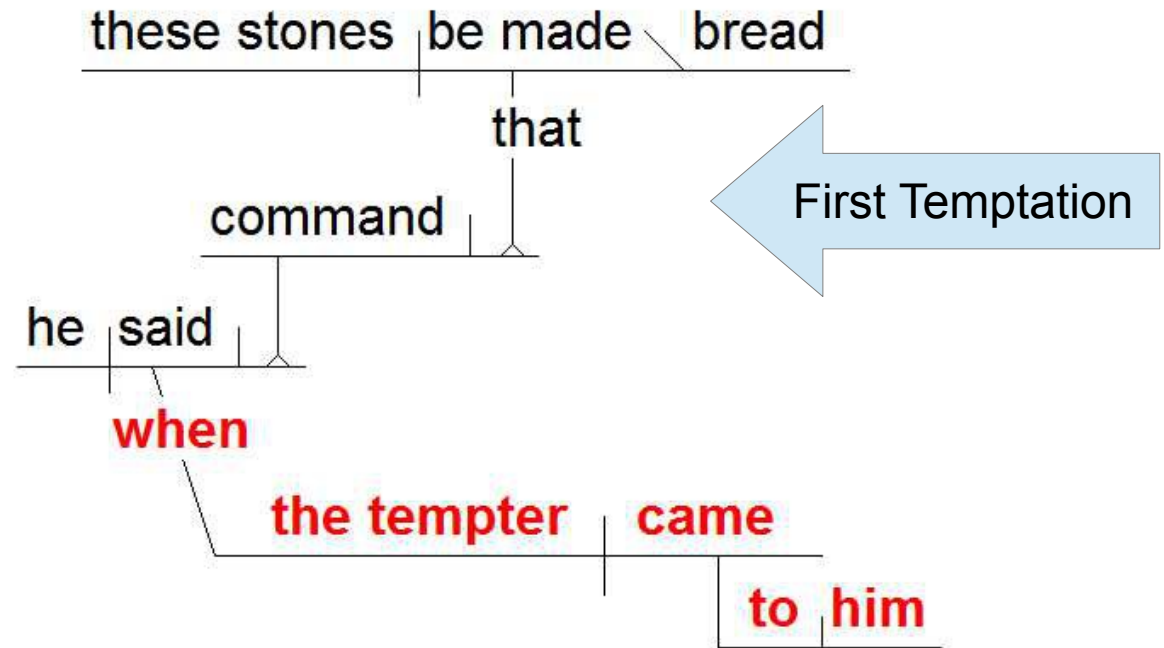 these stones be made bread
that
First Temptation
command
he said
when
the tempter came
to him